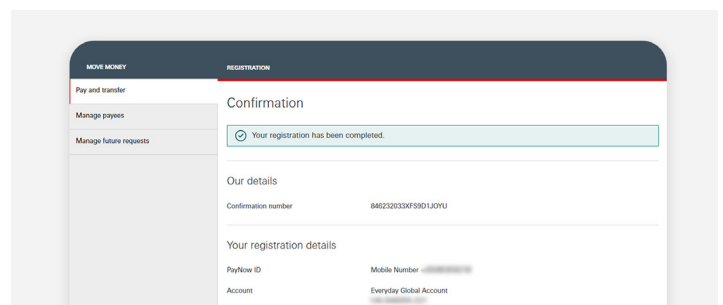 MOVE MONEY
REGISTRATION
Pay and transfer
Manage payees
Manage future requests
Confirmation
Your registration has been completed.
Our details
Confirmation number 846232033XFS9D1JOYU
Your registration details
PayNow ID Mobile Number
Account Everyday Global Account